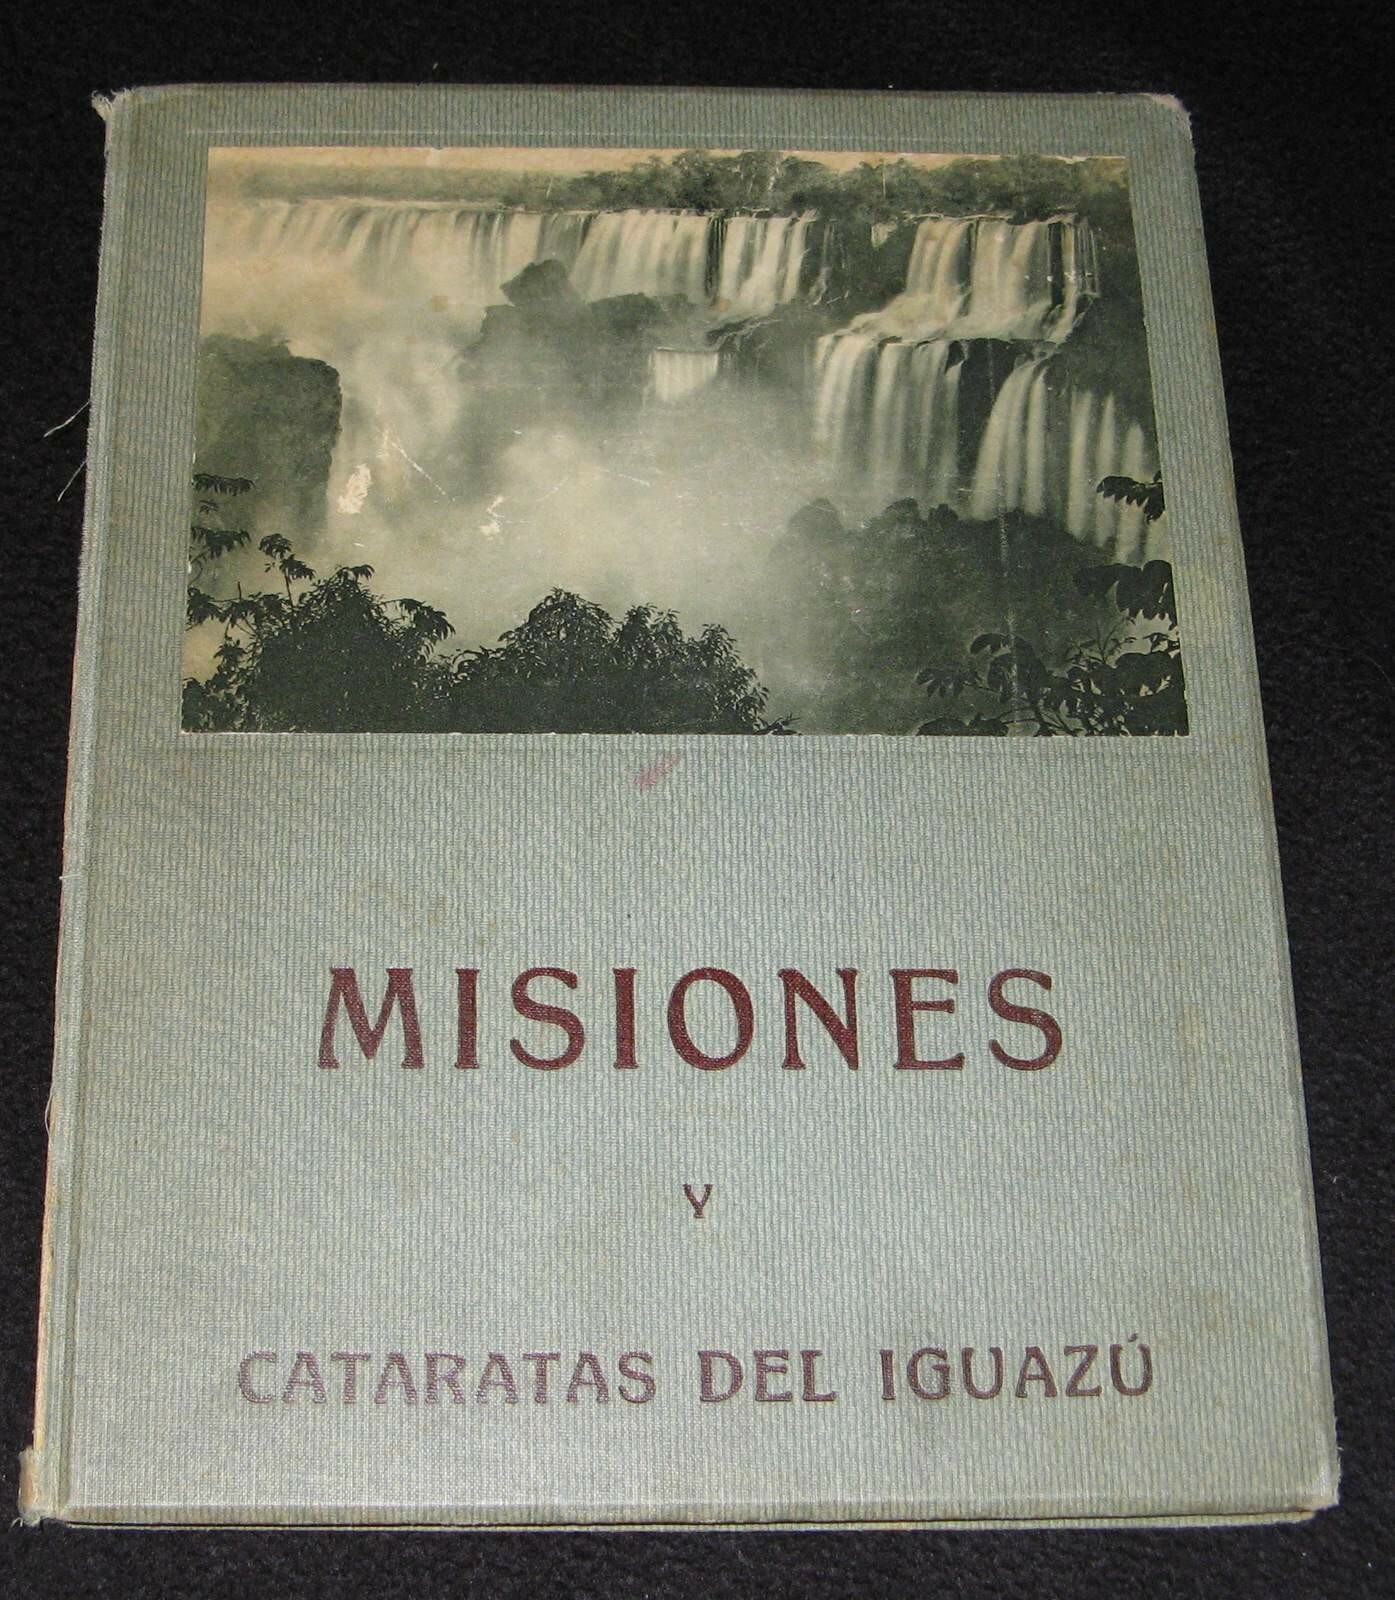 MISIONES
Y
CATARATAS DEL IGUAZÚ